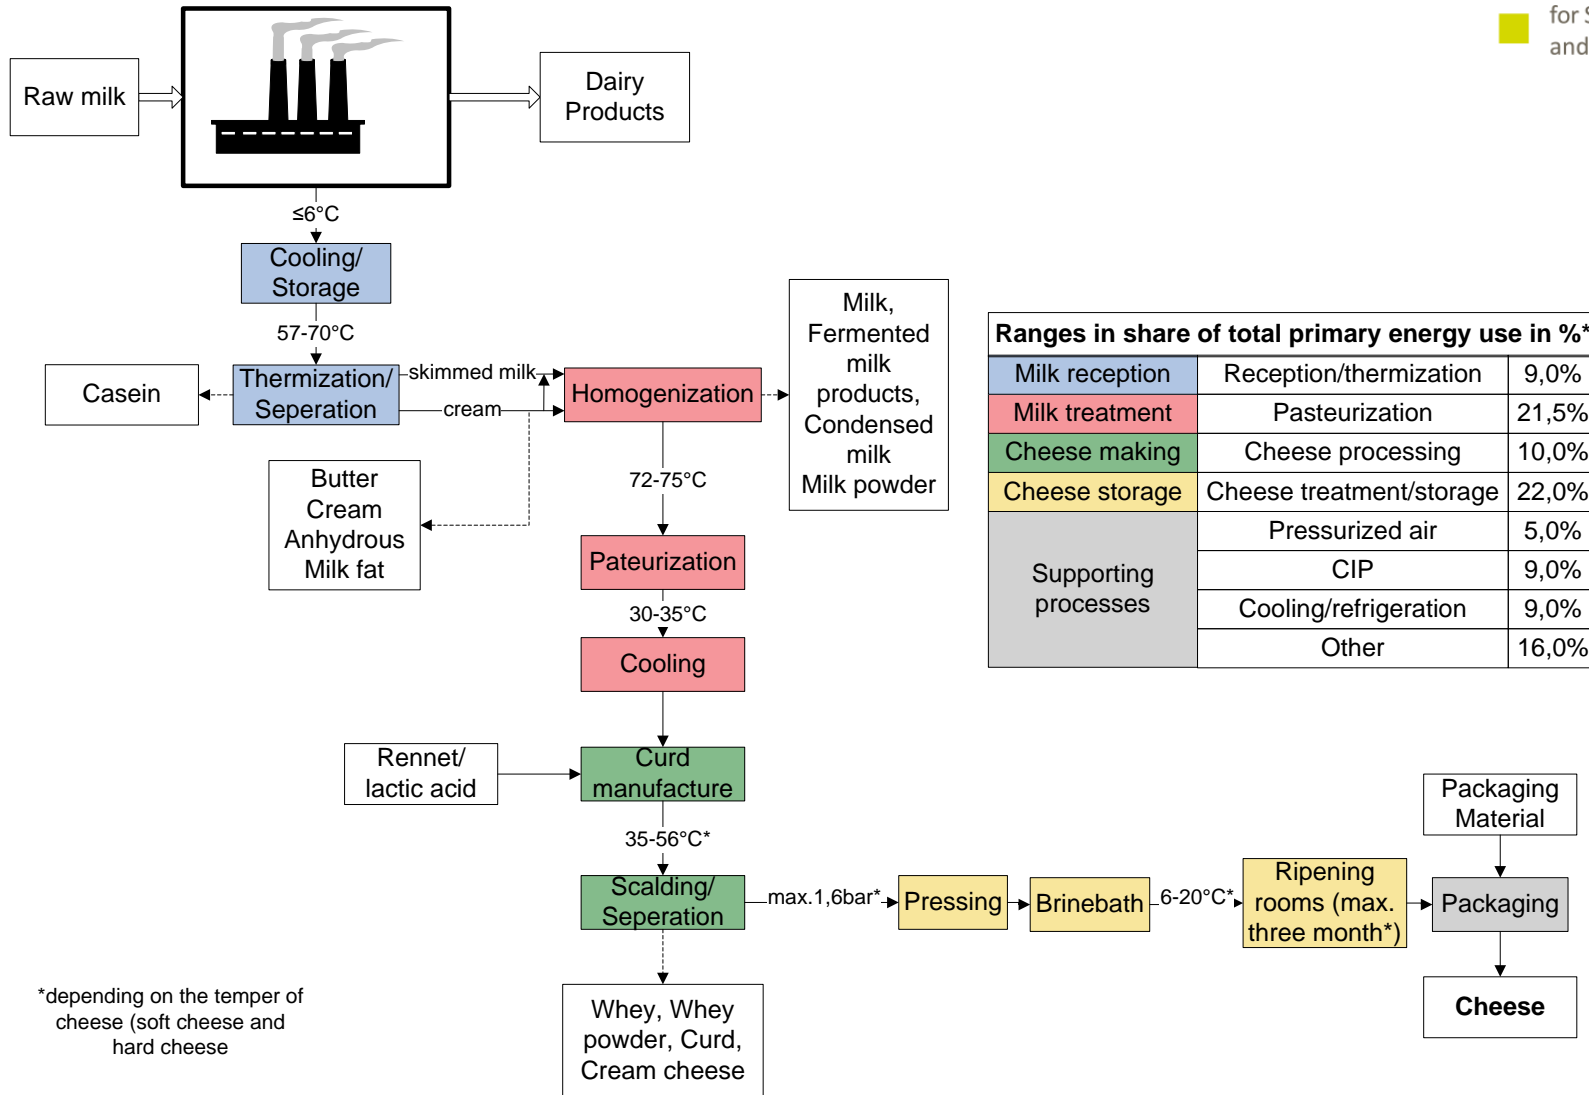 for S
and
Raw milk
Dairy
Products
≤6°C
Cooling/
Storage
57-70°C
Casein
Thermization/
Seperation
skimmed milk
cream
Homogenization
Milk,
Fermented
milk
products,
Condensed
milk
Milk powder
Butter
Cream
Anhydrous
Milk fat
72-75°C
Pateurization
30-35°C
Cooling
Rennet/
lactic acid
Curd
manufacture
35-56°C*
Scalding/
Seperation
max.1,6bar*
Pressing
Brinebath
6-20°C*
Ripening
rooms (max.
three month*)
Packaging
Material
Packaging
Cheese
Whey, Whey
powder, Curd,
Cream cheese
*depending on the temper of
cheese (soft cheese and
hard cheese
Ranges in share of total primary energy use in %*
Milk reception Reception/thermization 9,0%
Milk treatment Pasteurization 21,5%
Cheese making Cheese processing 10,0%
Cheese storage Cheese treatment/storage 22,0%
Supporting
processes
Pressurized air 5,0%
CIP 9,0%
Cooling/refrigeration 9,0%
Other 16,0%